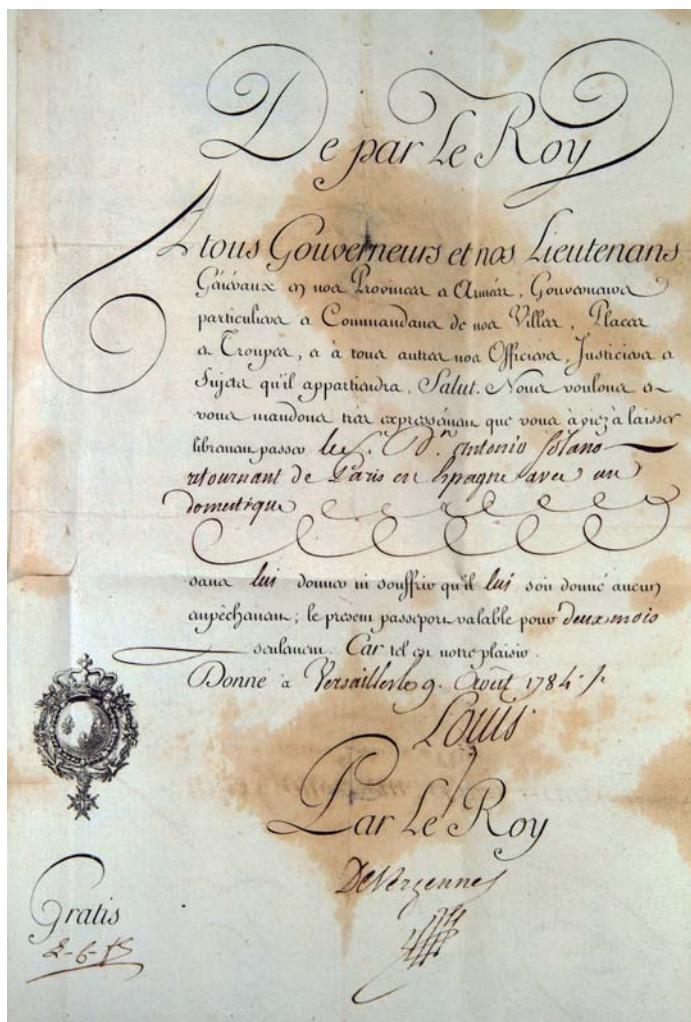 De par Le Roy
A tous Gouverneurs et nos Lieutenans
Généraux en nos Provinces et Armées, Gouverneurs
particuliers et Commandans de nos Villes, Places
et Troupes, et à tous autres nos Officiers, Justiciers et
Sujets qu'il appartiendra, Salut. Nous voulons et
vous mandons très expressément que vous àyiez à laisser
librement passer le S.^r D.^n Antonio Solano
retournant de Paris en Espagne avec un
domestique
sans lui donner ni souffrir qu'il lui soit donné aucun
empêchement; le présent passeport valable pour deux mois
seulement. Car tel est notre plaisir.
Donné à Versailles le 9. Août 1784.
Louis
Par Le Roy
De Vergennes
Gratis